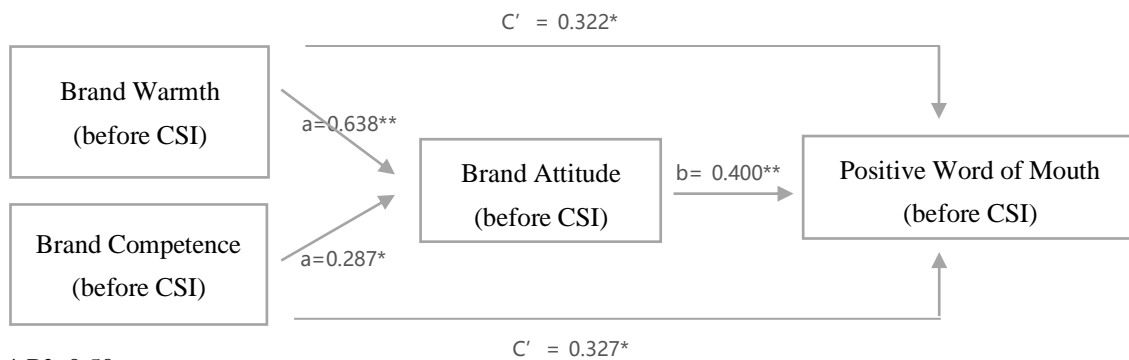 C' = 0.322*
Brand Warmth
(before CSI)
a=0.638**
Brand Attitude
(before CSI)
b= 0.400**
Positive Word of Mouth
(before CSI)
Brand Competence
(before CSI)
a=0.287*
C' = 0.327*